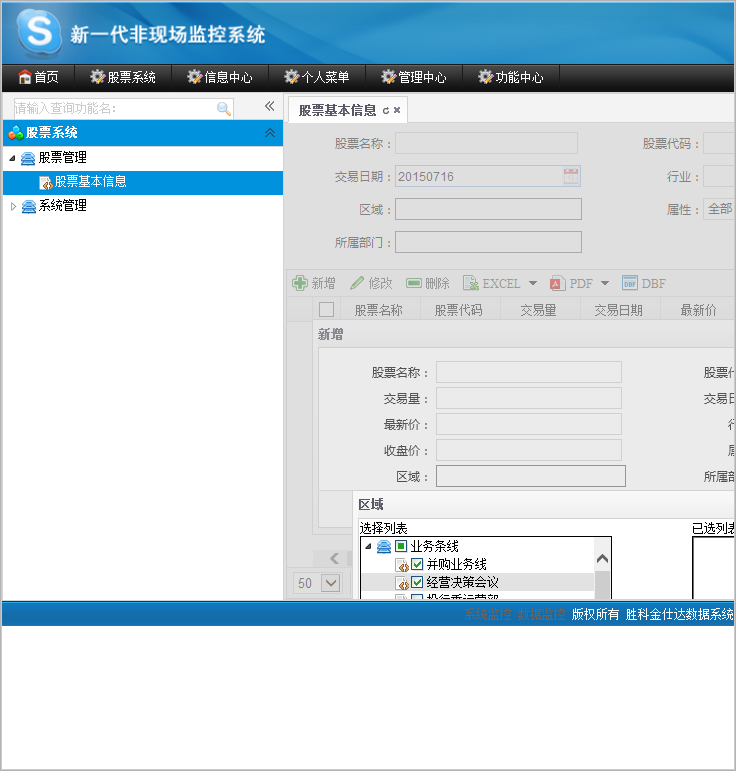 S 新一代非现场监控系统
首页 股票系统 信息中心 个人菜单 管理中心 功能中心
请输入查询功能名:
股票系统
股票管理
股票基本信息
系统管理
股票基本信息
股票名称： 股票代码：
交易日期： 20150716 行业：
区域： 属性： 全部
所属部门：
新增 修改 删除 EXCEL PDF DBF DBF
股票名称 股票代码 交易量 交易日期 最新价
新增
股票名称： 股票
交易量： 交易
最新价：
收盘价：
区域： 所属
区域
选择列表 已选列表
业务条线
并购业务线
经营决策会议
50
系统监控 数据监控 版权所有 胜科金仕达数据系统